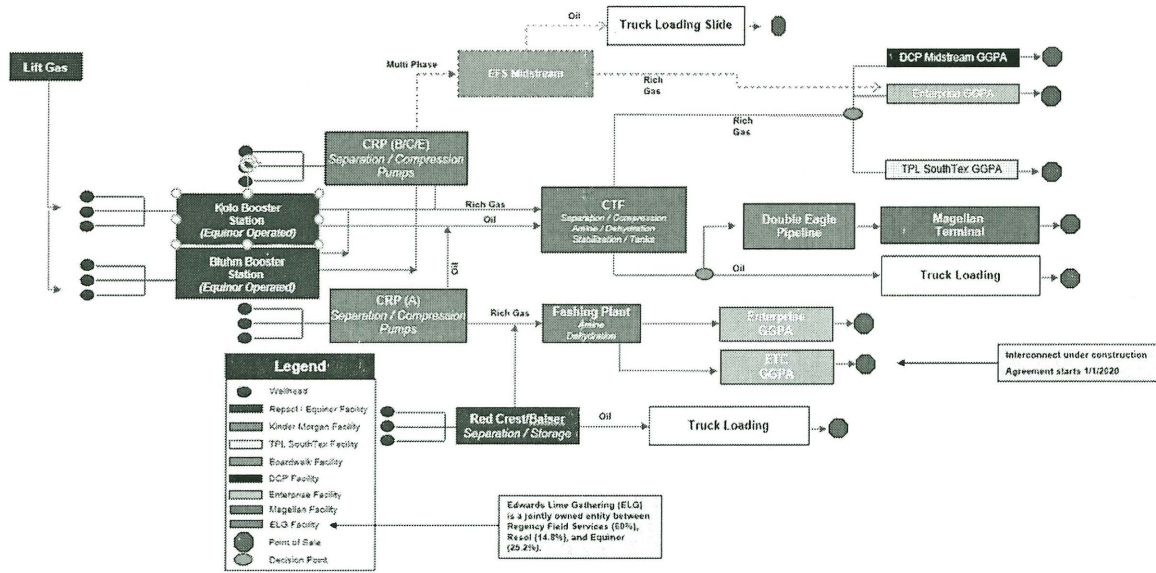 Oil
Truck Loading Slide
Lift Gas
DCP Midstream GGPA
Multi Phase
EFS Midstream
Rich
Gas
Enterprise GGPA
Rich
Gas
CRP (B/C/E)
Separation / Compression
Pumps
TPL SouthTex GGPA
Kolo Booster
Station
(Equinor Operated)
Rich Gas
Oil
CTF
Separation / Compression
Amine / Dehydration
Stabilization / Tanks
Double Eagle
Pipeline
Magellan
Terminal
Bluhm Booster
Station
(Equinor Operated)
Oil
Oil
Truck Loading
CRP (A)
Separation / Compression
Pumps
Rich Gas
Fashing Plant
Amine
Dehydration
Enterprise
GGPA
ETC
GGPA
Interconnect under construction
Agreement starts 1/1/2020
Legend
Wellhead
Repsol / Equinor Facility
Kinder Morgan Facility
TPL SouthTex Facility
Boardwalk Facility
DCP Facility
Enterprise Facility
Magellan Facility
ELG Facility
Point of Sale
Decision Point
Red Crest/Baiser
Separation / Storage
Oil
Truck Loading
Edwards Lime Gathering (ELG)
is a jointly owned entity between
Regency Field Services (60%),
Resol (14.8%), and Equinor
(25.2%).